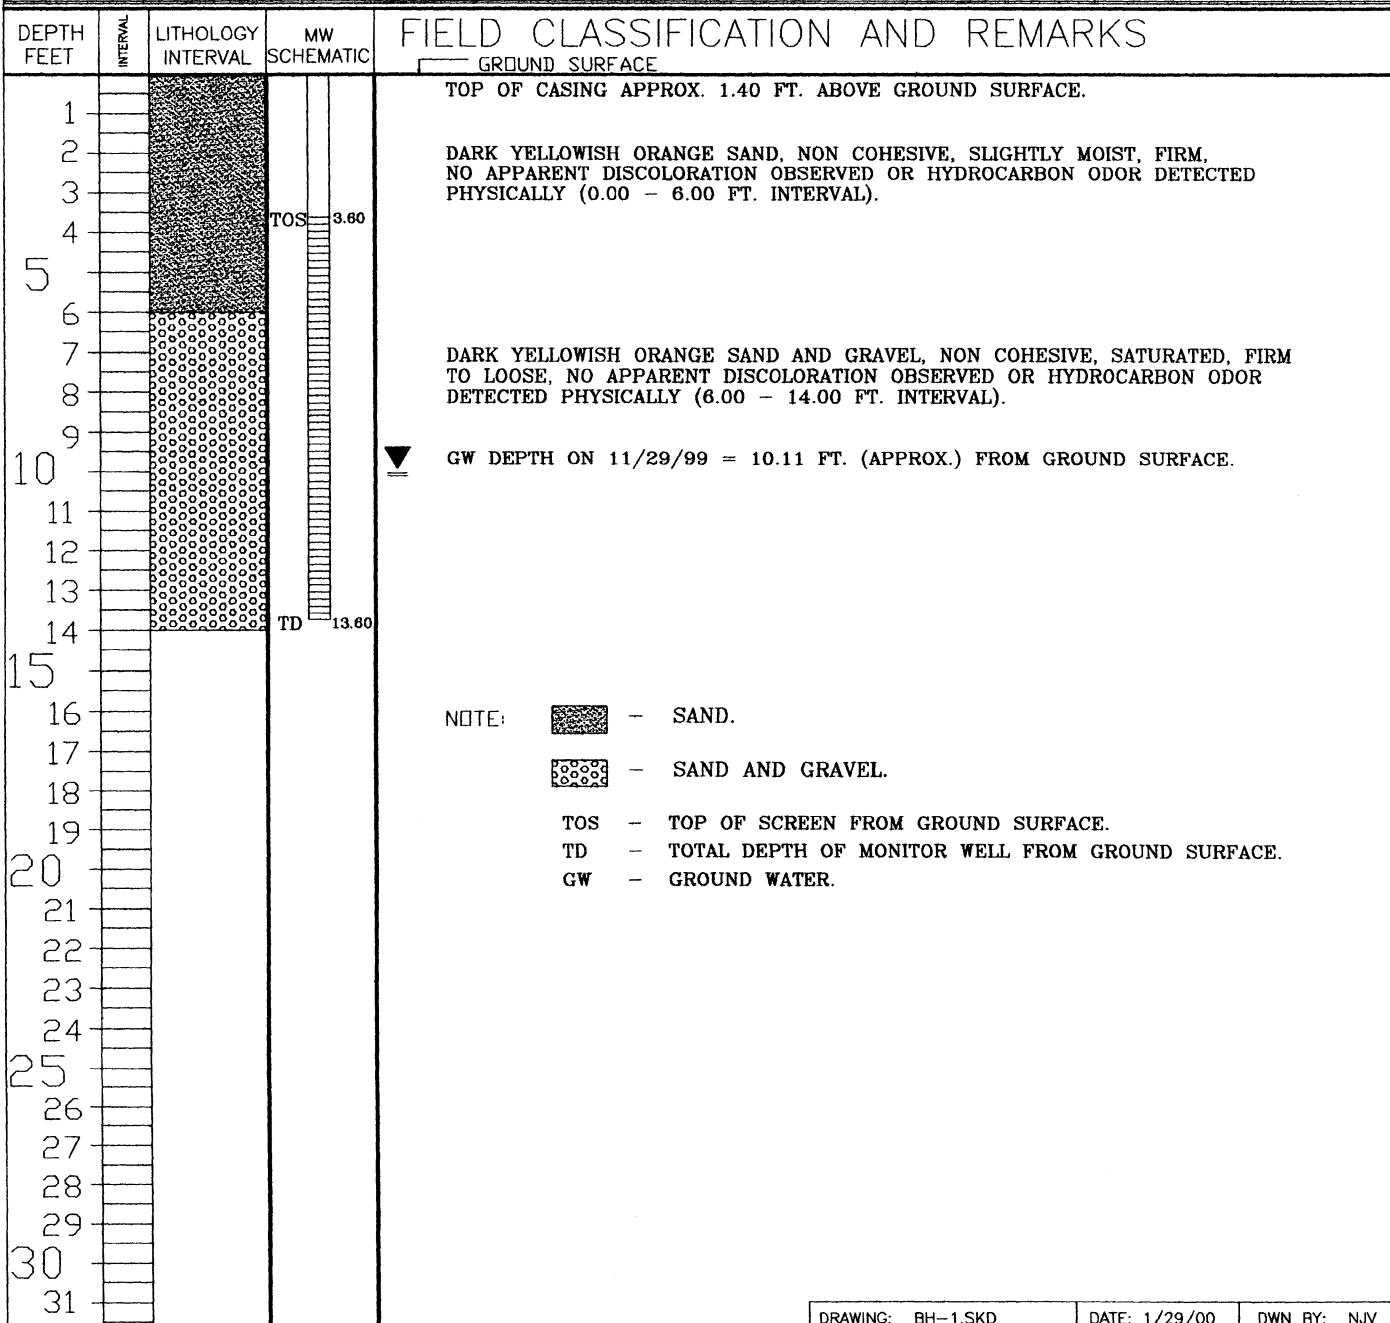 DEPTH FEET
INTERVAL
LITHOLOGY INTERVAL
MW SCHEMATIC
FIELD CLASSIFICATION AND REMARKS
GROUND SURFACE
TOP OF CASING APPROX. 1.40 FT. ABOVE GROUND SURFACE.
1
2
DARK YELLOWISH ORANGE SAND, NON COHESIVE, SLIGHTLY MOIST, FIRM,
NO APPARENT DISCOLORATION OBSERVED OR HYDROCARBON ODOR DETECTED
PHYSICALLY (0.00 – 6.00 FT. INTERVAL).
3
TOS 3.60
4
5
6
7
DARK YELLOWISH ORANGE SAND AND GRAVEL, NON COHESIVE, SATURATED, FIRM
TO LOOSE, NO APPARENT DISCOLORATION OBSERVED OR HYDROCARBON ODOR
DETECTED PHYSICALLY (6.00 – 14.00 FT. INTERVAL).
8
9
GW DEPTH ON 11/29/99 = 10.11 FT. (APPROX.) FROM GROUND SURFACE.
10
11
12
13
TD 13.60
14
15
16
NOTE: – SAND.
17
– SAND AND GRAVEL.
18
19
TOS – TOP OF SCREEN FROM GROUND SURFACE.
TD – TOTAL DEPTH OF MONITOR WELL FROM GROUND SURFACE.
GW – GROUND WATER.
20
21
22
23
24
25
26
27
28
29
30
31
DRAWING: BH-1.SKD DATE: 1/29/00 DWN BY: NJV